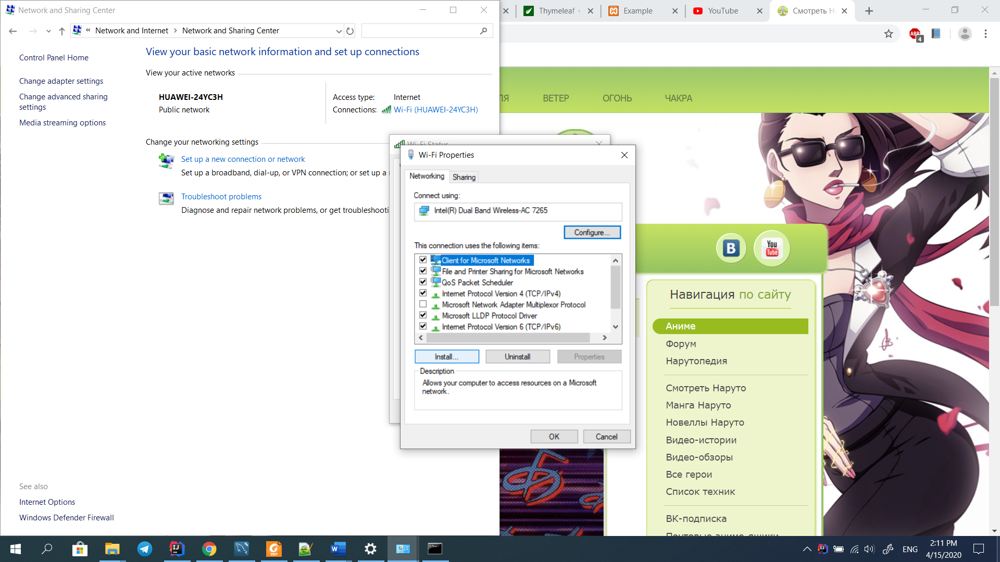 Network and Sharing Center
« Network and Internet > Network and Sharing Center
Control Panel Home
Change adapter settings
Change advanced sharing
settings
Media streaming options
See also
Internet Options
Windows Defender Firewall
View your basic network information and set up connections
View your active networks
HUAWEI-24YC3H
Public network
Access type: Internet
Connections: Wi-Fi (HUAWEI-24YC3H)
Change your networking settings
Set up a new connection or network
Set up a broadband, dial-up, or VPN connection; or set up a
Troubleshoot problems
Diagnose and repair network problems, or get troubleshooti
Wi-Fi Status
Wi-Fi Properties
Networking
Sharing
Connect using:
Intel(R) Dual Band Wireless-AC 7265
Configure...
This connection uses the following items:
Client for Microsoft Networks
File and Printer Sharing for Microsoft Networks
QoS Packet Scheduler
Internet Protocol Version 4 (TCP/IPv4)
Microsoft Network Adapter Multiplexor Protocol
Microsoft LLDP Protocol Driver
Internet Protocol Version 6 (TCP/IPv6)
Install...
Uninstall
Properties
Description
Allows your computer to access resources on a Microsoft
network.
OK
Cancel
Thymeleaf +
Example
YouTube
Смотреть Н
ABP
4
ВЕТЕР
ОГОНЬ
ЧАКРА
B
You
Tube
Навигация по сайту
Аниме
Форум
Нарутопедия
Смотреть Наруто
Манга Наруто
Новеллы Наруто
Видео-истории
Видео-обзоры
Все герои
Список техник
ВК-подписка
Почтовые аниме-ящики
IJ
PDF
W
ENG
2:11 PM
4/15/2020